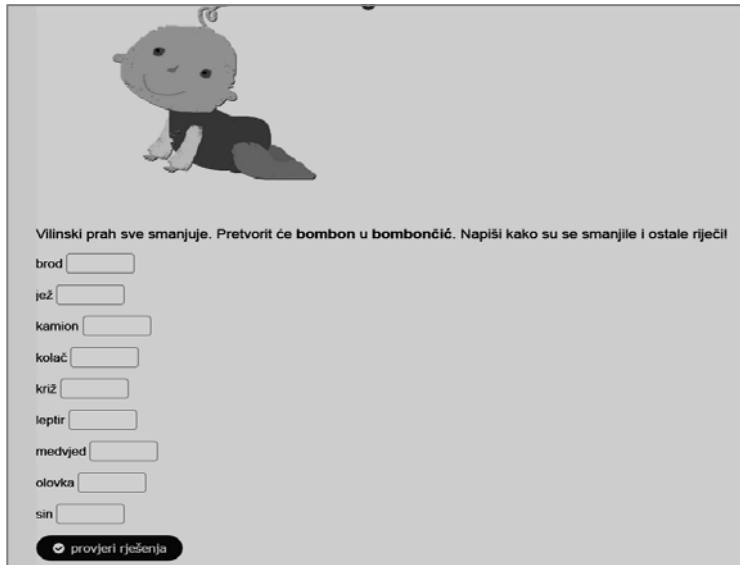 Vilinski prah sve smanjuje. Pretvorit će bombon u bombončić. Napiši kako su se smanjile i ostale riječi!
brod
jež
kamion
kolač
križ
leptir
medvjed
olovka
sin
provjeri rješenja